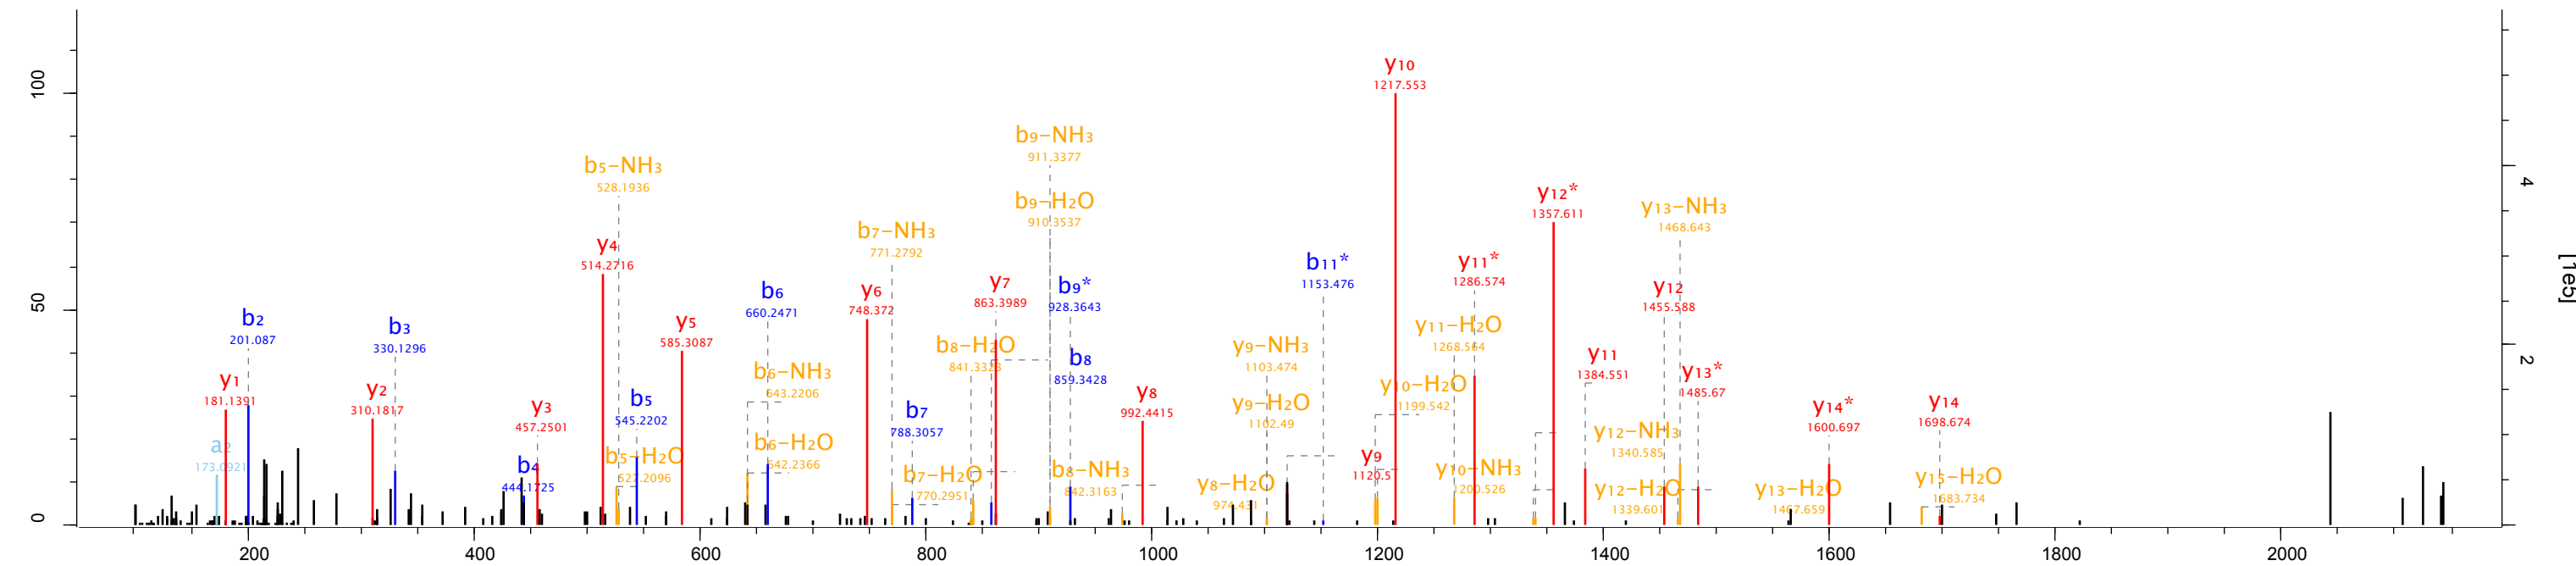 y10
1217.553
b9-NH3
911.3377
b5-NH3
528.1936
y12*
1357.611
b9-H2O
910.3537
y13-NH3
1468.643
b7-NH3
771.2792
y4
514.2716
b11*
1153.476
y11*
1286.574
b6
660.2471
y6
748.372
y7
863.3989
b9*
928.3643
y12
1455.588
b2
201.087
b3
330.1296
y5
585.3087
b8-H2O
841.3323
y9-NH3
1103.474
y11-H2O
1268.564
b8
859.3428
y11
1384.551
y13*
1485.67
y1
181.1391
y2
310.1817
b6-NH3
643.2206
y10-H2O
1199.542
y9-H2O
1102.49
y8
992.4415
b5
545.2202
y3
457.2501
b7
788.3057
y14*
1600.697
y14
1698.674
a2
173.0921
b6-H2O
642.2366
y12-NH3
1340.585
b4
444.1725
b5-H2O
527.2096
b7-H2O
770.2951
b8-NH3
842.3163
y9
1120.5
y10-NH3
1200.526
y8-H2O
974.431
y12-H2O
1339.601
y13-H2O
1467.659
y15-H2O
1683.734
100
50
0
200
400
600
800
1000
1200
1400
1600
1800
2000
4
2
[1e5]